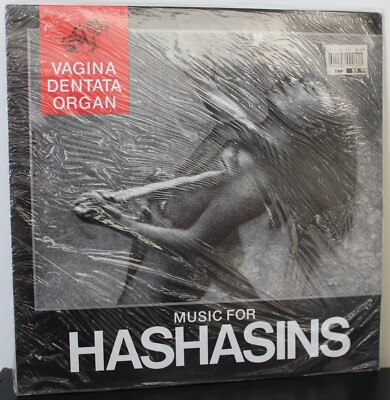 VAGINA
DENTATA
ORGAN
MUSIC FOR
HASHASINS